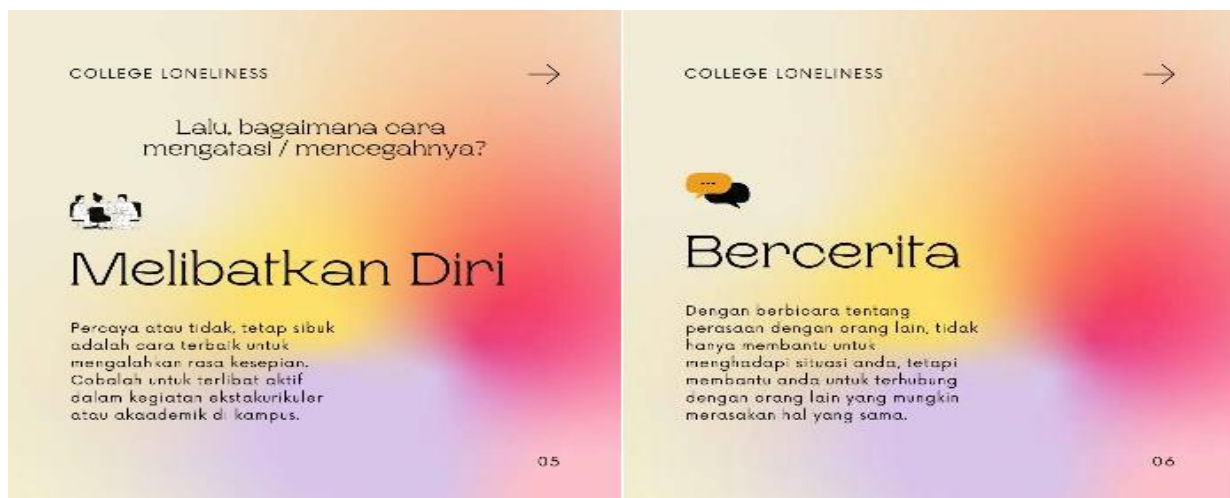 COLLEGE LONELINESS
Lalu, bagaimana cara
mengatasi / mencegahnya?
Melibatkan Diri
Percaya atau tidak, tetap sibuk
adalah cara terbaik untuk
mengalahkan rasa kesepian.
Cobalah untuk terlibat aktif
dalam kegiatan ekstakurikuler
atau akaademik di kampus.
05
COLLEGE LONELINESS
Bercerita
Dengan berbicara tentang
perasaan dengan orang lain, tidak
hanya membantu untuk
menghadapi situasi anda, tetapi
membantu anda untuk terhubung
dengan orang lain yang mungkin
merasakan hal yang sama.
06